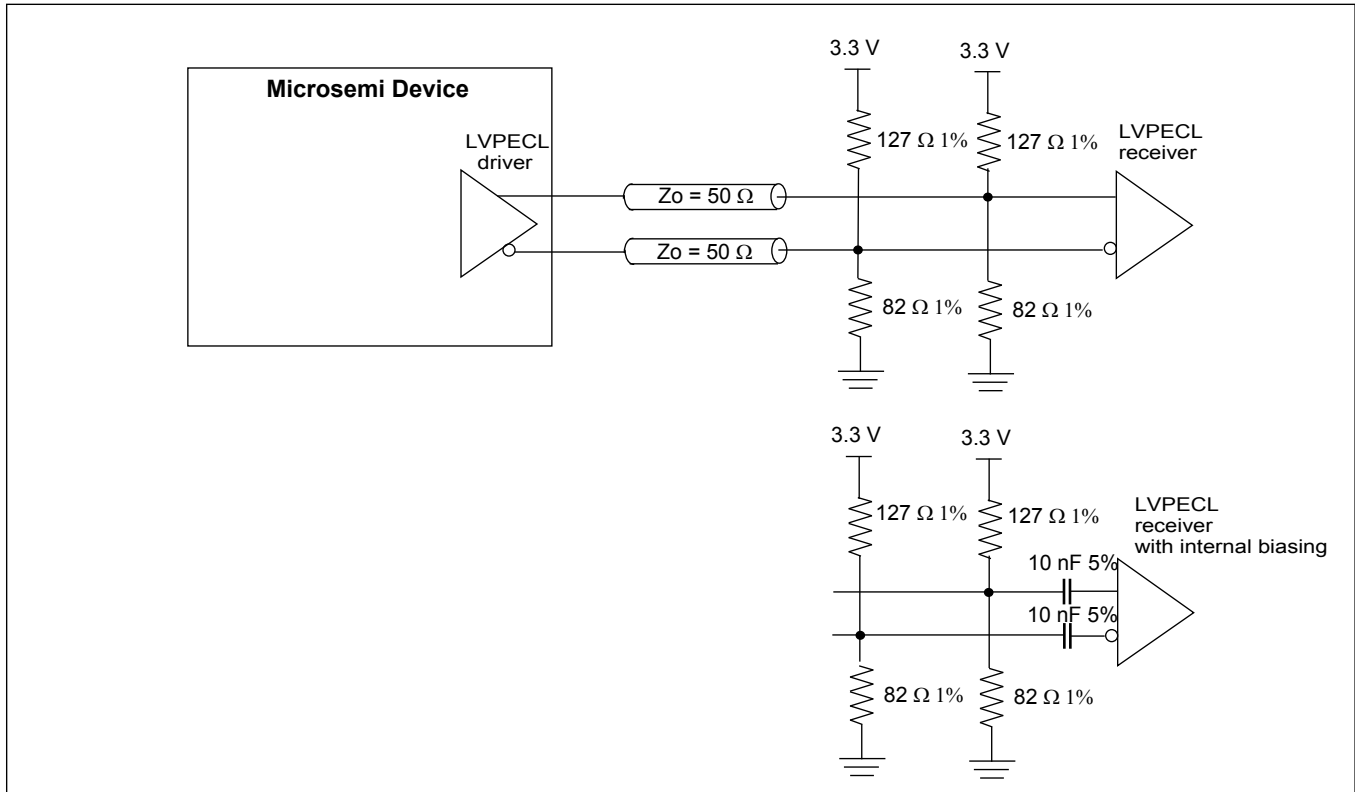 3.3 V
3.3 V
Microsemi Device
LVPECL
driver
127 Ω 1%
127 Ω 1%
LVPECL
receiver
Zo = 50 Ω
Zo = 50 Ω
82 Ω 1%
82 Ω 1%
3.3 V
3.3 V
127 Ω 1%
127 Ω 1%
LVPECL
receiver
with internal biasing
10 nF 5%
10 nF 5%
82 Ω 1%
82 Ω 1%